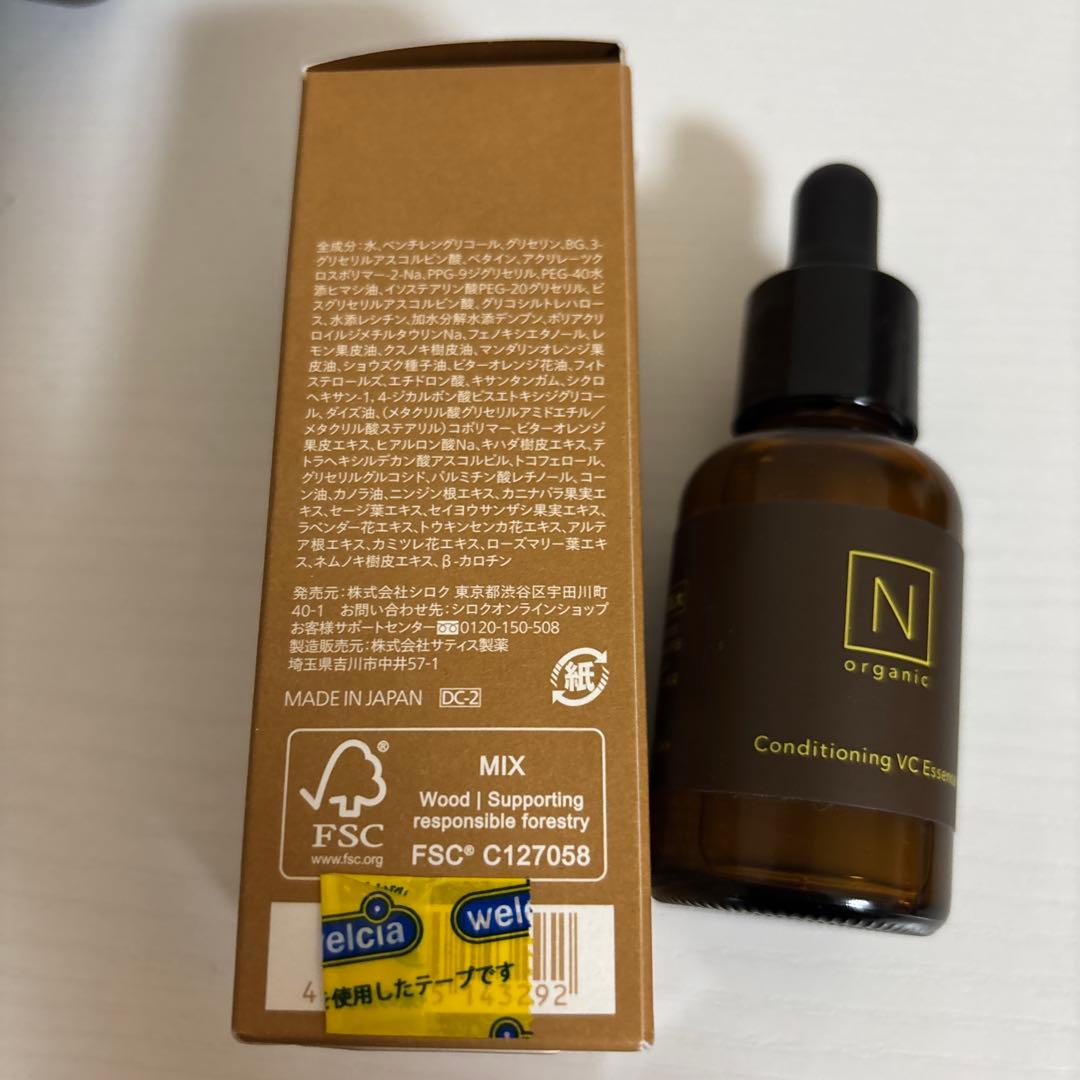 全成分：水、ペンチレングリコール、グリセリン、BG、3-
グリセリルアスコルビン酸、ベタイン、アクリレーツク
ロスポリマー-2-Na、PPG-9ジグリセリル、PEG-40水
添ヒマシ油、イソステアリン酸PEG-20グリセリル、ビ
スグリセリルアスコルビン酸、グリコシルトレハロー
ス、水添レシチン、加水分解水添デンプン、ポリアクリ
ロイルジメチルタウリンNa、フェノキシエタノール、レ
モン果皮油、クスノキ樹皮油、マンダリンオレンジ果
皮油、ショウズク種子油、ビターオレンジ花油、フィト
ステロールズ、エチドロン酸、キサンタンガム、シクロ
ヘキサン-1, 4-ジカルボン酸ビスエトキシジグリコー
ル、ダイズ油、（メタクリル酸グリセリルアミドエチル／
メタクリル酸ステアリル）コポリマー、ビターオレンジ
果皮エキス、ヒアルロン酸Na、キハダ樹皮エキス、テ
トラヘキシルデカン酸アスコルビル、トコフェロール、
グリセリルグルコシド、パルミチン酸レチノール、コー
ン油、カノラ油、ニンジン根エキス、カニナバラ果実エ
キス、セージ葉エキス、セイヨウサンザシ果実エキス、
ラベンダー花エキス、トウキンセンカ花エキス、アルテ
ア根エキス、カミツレ花エキス、ローズマリー葉エキ
ス、ネムノキ樹皮エキス、β-カロチン
発売元：株式会社シロク 東京都渋谷区宇田川町
40-1 お問い合わせ先：シロクオンラインショップ
お客様サポートセンター 0120-150-508
製造販売元：株式会社サティス製薬
埼玉県吉川市中井57-1
MADE IN JAPAN DC-2
紙
FSC®
www.fsc.org
MIX
Wood | Supporting
responsible forestry
FSC® C127058
elcia
welc
を使用したテープです
4
5 143292
N
organic
Conditioning VC Essenc